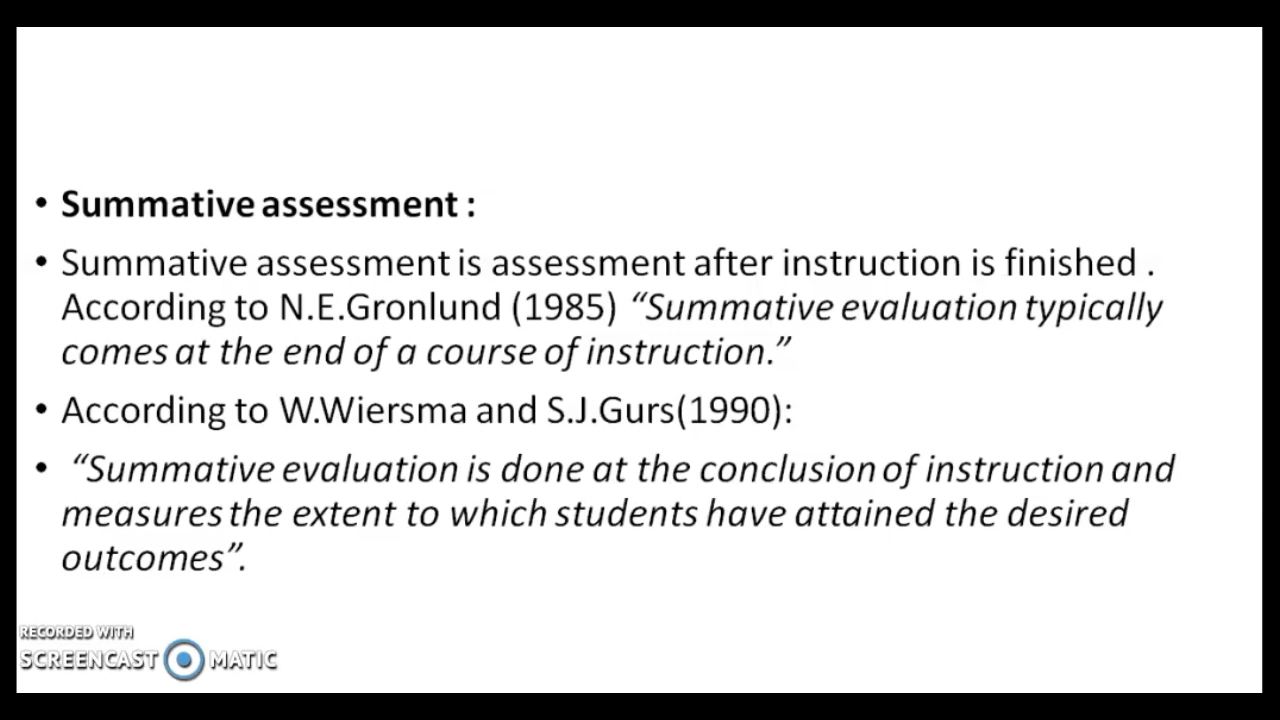 • Summative assessment :
• Summative assessment is assessment after instruction is finished .
According to N.E.Gronlund (1985) “Summative evaluation typically
comes at the end of a course of instruction.”
• According to W.Wiersma and S.J.Gurs(1990):
• “Summative evaluation is done at the conclusion of instruction and
measures the extent to which students have attained the desired
outcomes”.
RECORDED WITH
SCREENCAST MATIC